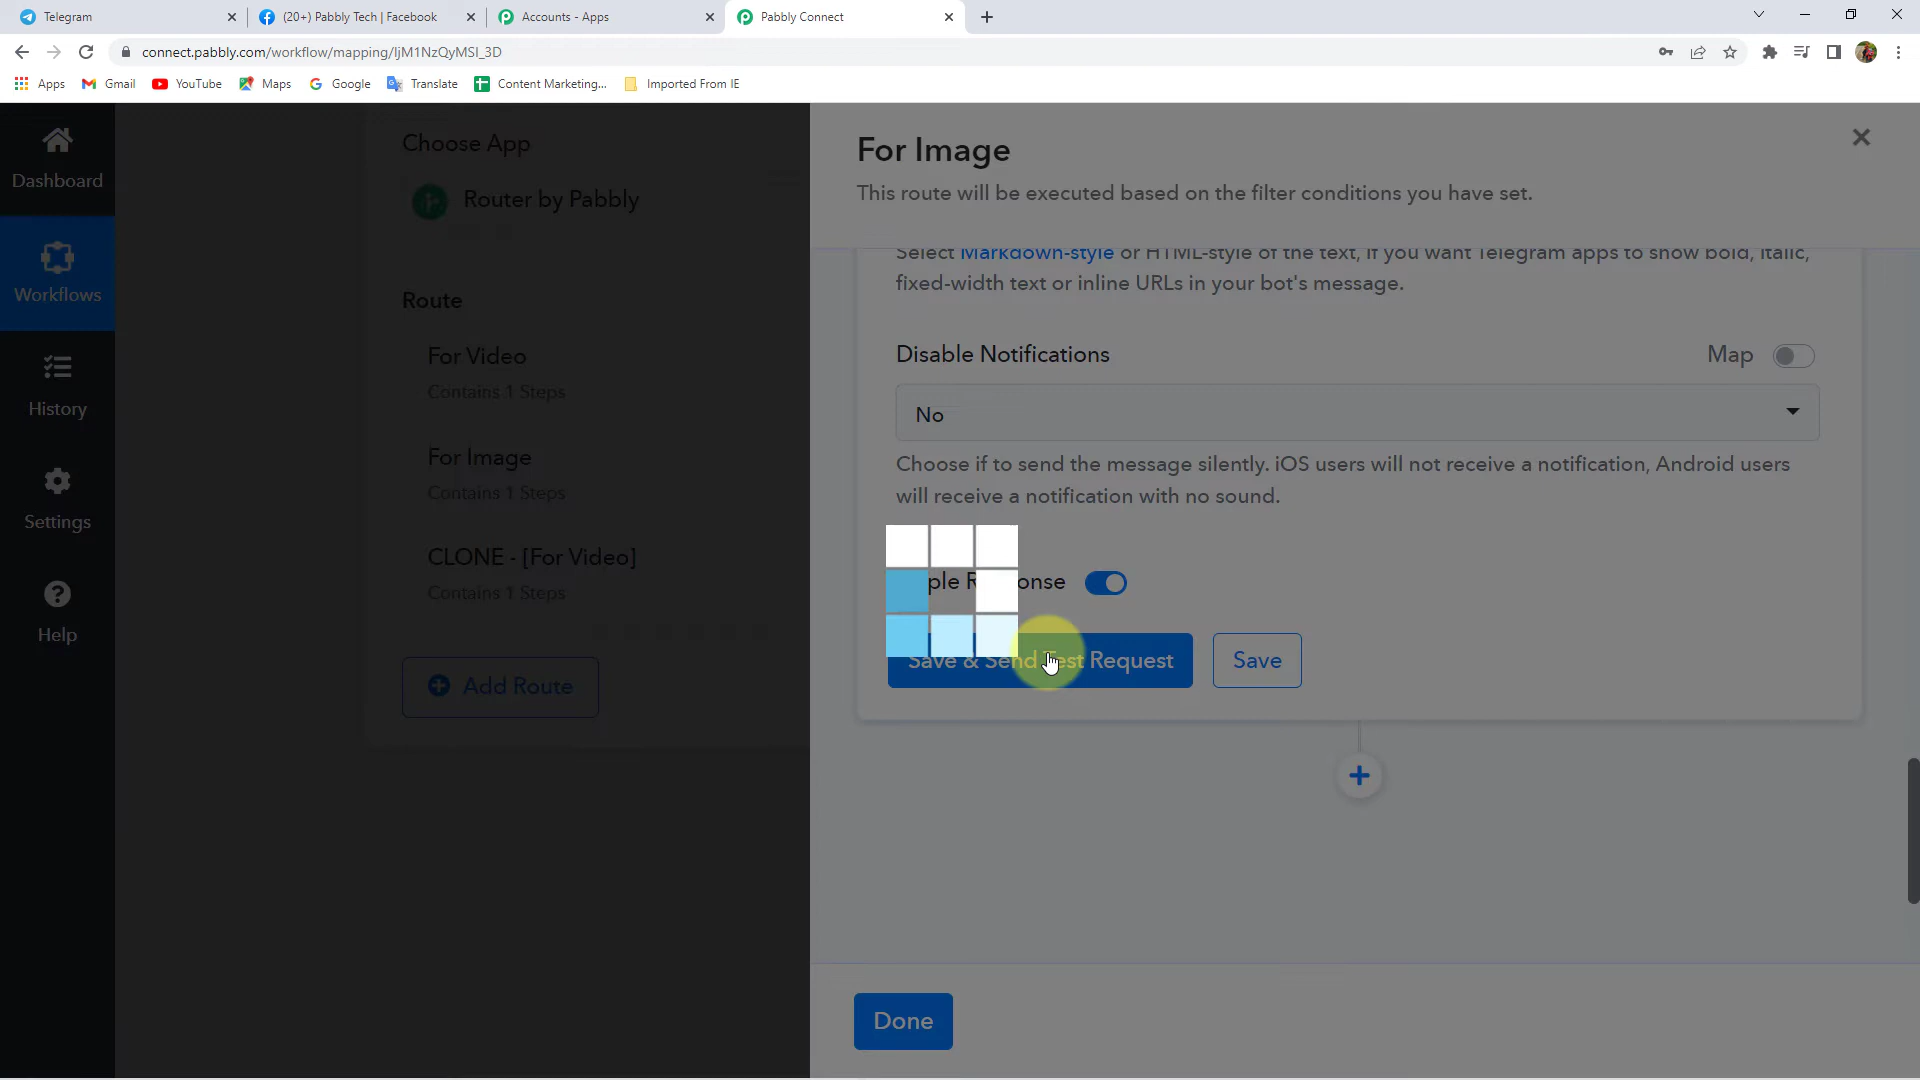 Telegram
(20+) Pabbly Tech | Facebook
Accounts - Apps
Pabbly Connect
connect.pabbly.com/workflow/mapping/IjM1NzQyMSI_3D
Apps
Gmail
YouTube
Maps
Google
Translate
Content Marketing...
Imported From IE
Dashboard
Workflows
History
Settings
Help
Choose App
Router by Pabbly
Route
For Video
Contains 1 Steps
For Image
Contains 1 Steps
CLONE - [For Video]
Contains 1 Steps
Add Route
For Image
This route will be executed based on the filter conditions you have set.
Select Markdown-style or HTML-style of the text, if you want Telegram apps to show bold, italic,
fixed-width text or inline URLs in your bot's message.
Disable Notifications
Map
No
Choose if to send the message silently. iOS users will not receive a notification, Android users
will receive a notification with no sound.
Save & Send Test Request
Save
Done